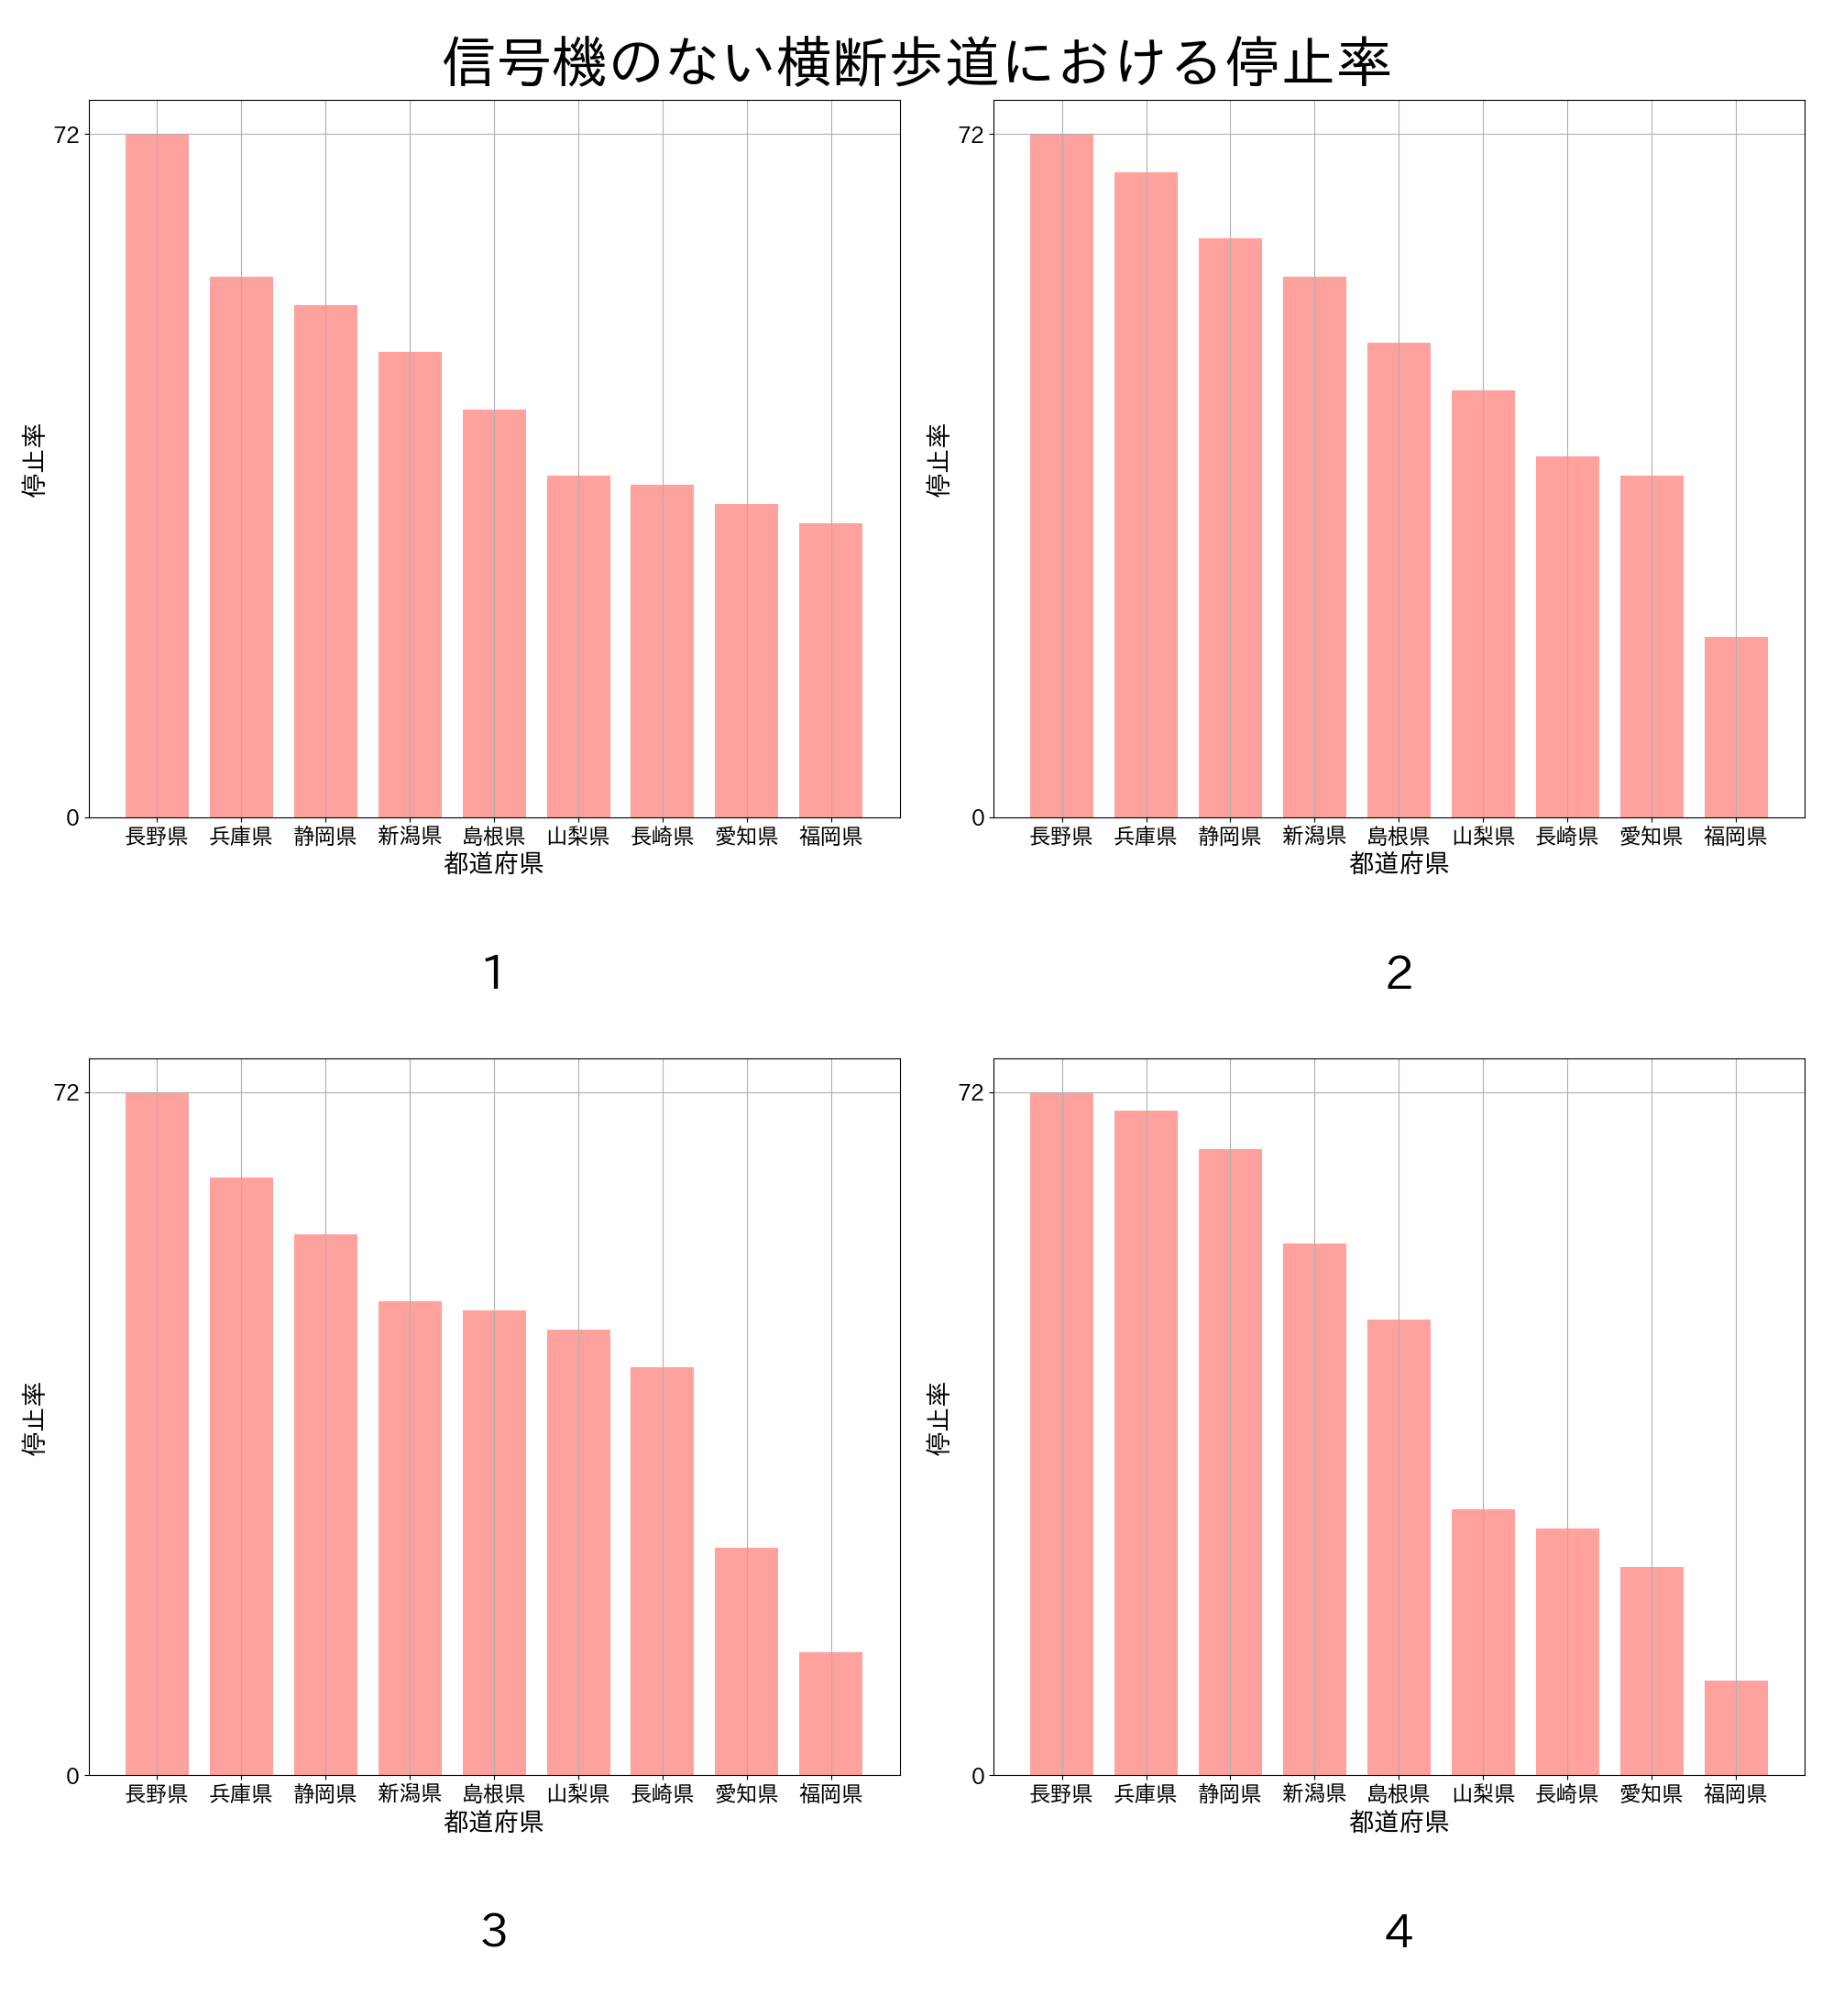 信号機のない横断歩道における停止率
72
0
停止率
長野県 兵庫県 静岡県 新潟県 島根県 山梨県 長崎県 愛知県 福岡県
都道府県
1
72
0
停止率
長野県 兵庫県 静岡県 新潟県 島根県 山梨県 長崎県 愛知県 福岡県
都道府県
2
72
0
停止率
長野県 兵庫県 静岡県 新潟県 島根県 山梨県 長崎県 愛知県 福岡県
都道府県
3
72
0
停止率
長野県 兵庫県 静岡県 新潟県 島根県 山梨県 長崎県 愛知県 福岡県
都道府県
4